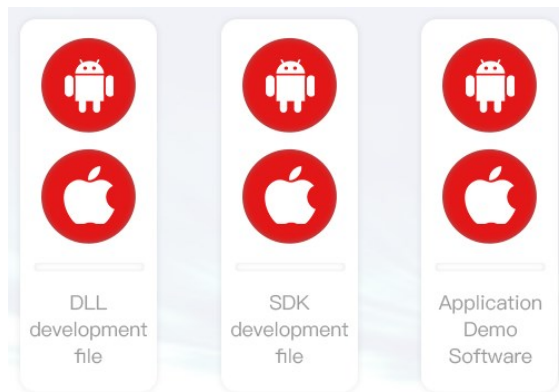 DLL
development
file
SDK
development
file
Application
Demo
Software